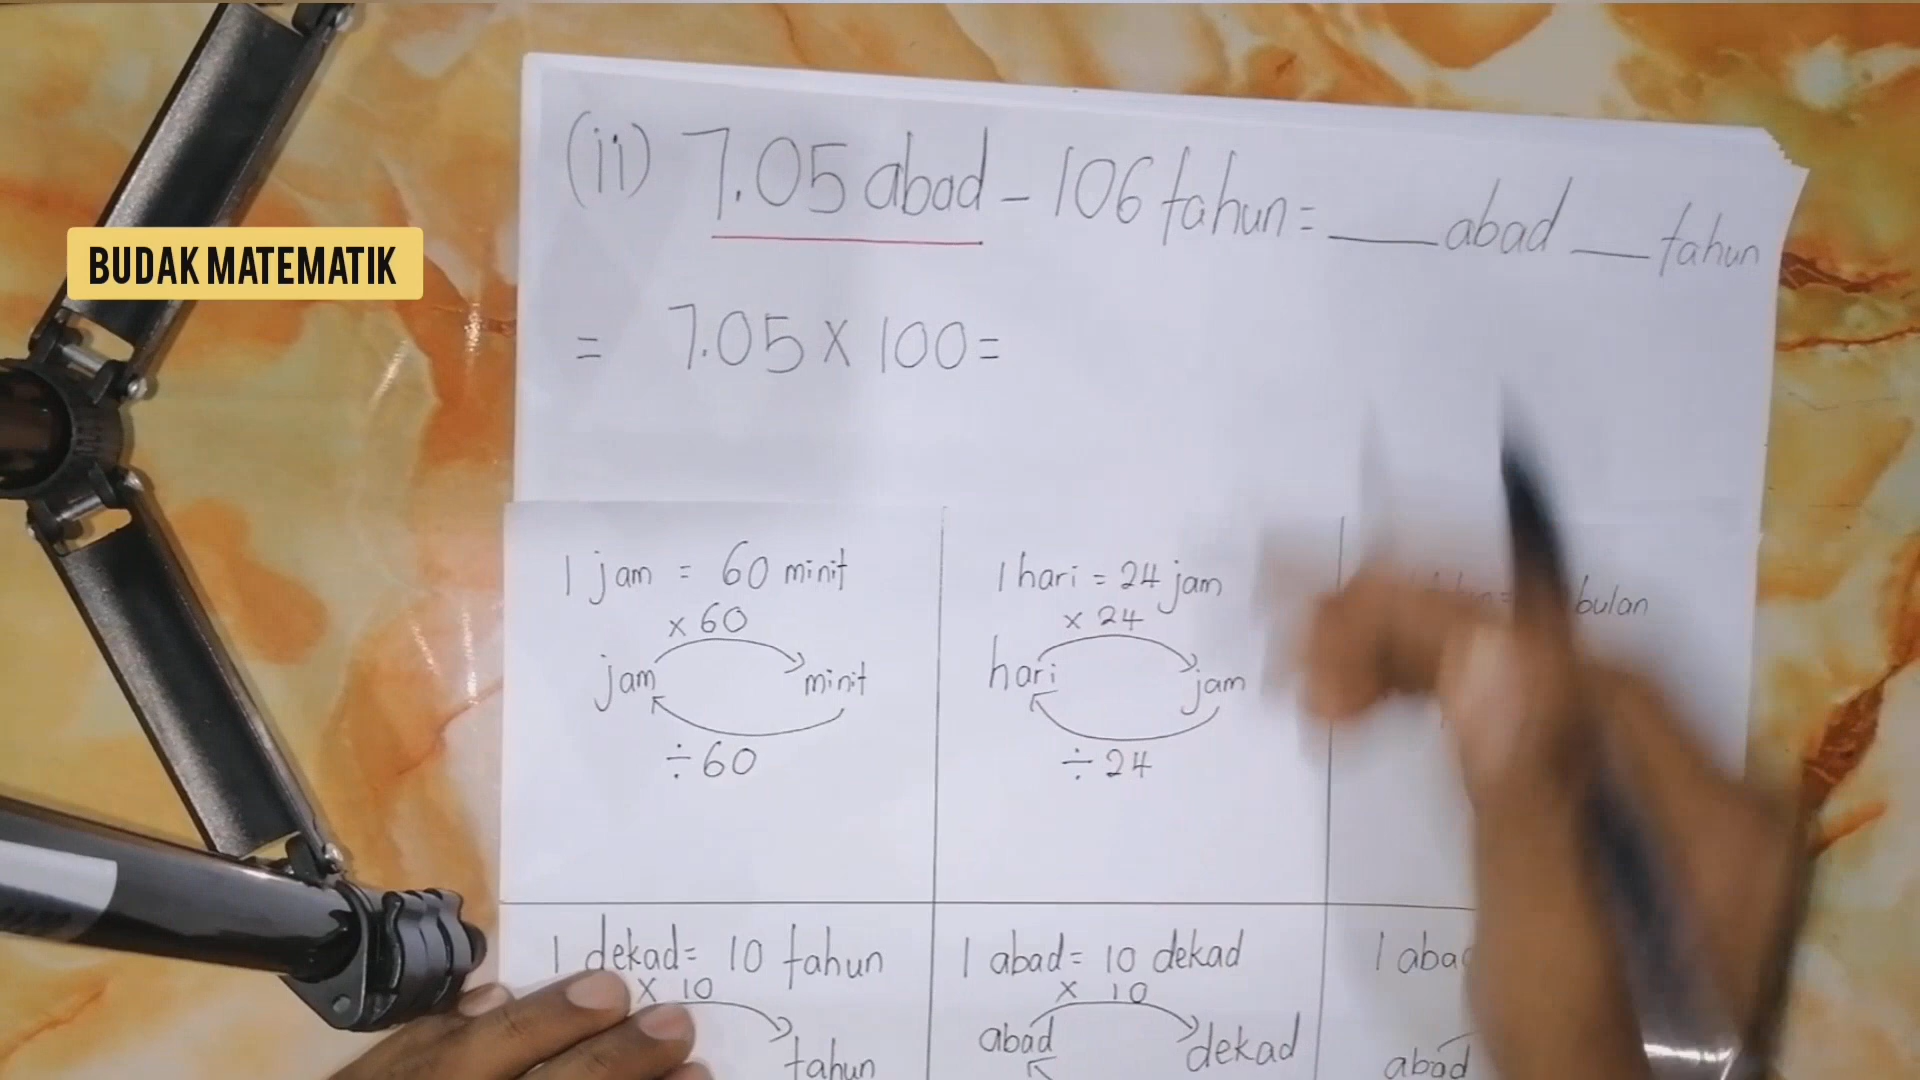 BUDAK MATEMATIK
(ii) 7.05 abad - 106 tahun = ___ abad ___ tahun
= 7.05 x 100 =
1 jam = 60 minit
x 60
jam minit
÷ 60
1 hari = 24 jam
x 24
hari jam
÷ 24
bulan
1 dekad = 10 tahun
x 10
tahun
1 abad = 10 dekad
x 10
abad dekad
1 aba
abad